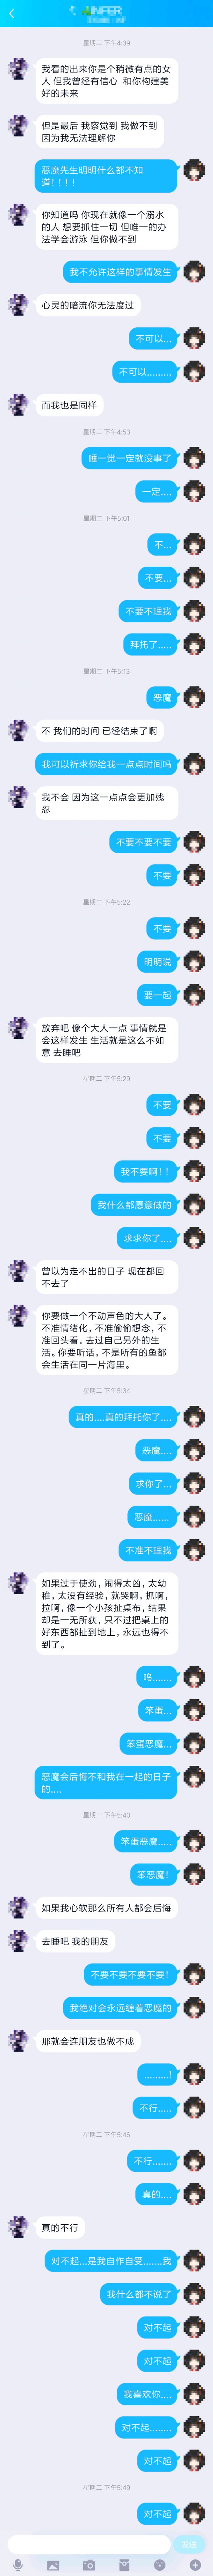 星期二 下午4:39
我看的出来你是个稍微有点的女
人 但我曾经有信心  和你构建美
好的未来
但是最后 我察觉到 我做不到
因为我无法理解你
恶魔先生明明什么都不知
道！！！！
你知道吗 你现在就像一个溺水
的人 想要抓住一切 但唯一的办
法学会游泳 但你做不到
我不允许这样的事情发生
心灵的暗流你无法度过
不可以...
不可以.........
而我也是同样
星期二 下午4:53
睡一觉一定就没事了
一定....
星期二 下午5:01
不...
不要...
不要不理我
拜托了.....
星期二 下午5:13
恶魔
不 我们的时间 已经结束了啊
我可以祈求你给我一点点时间吗
我不会 因为这一点点会更加残
忍
不要不要不要
不要
星期二 下午5:22
不要
明明说
要一起
放弃吧 像个大人一点 事情就是
会这样发生 生活就是这么不如
意 去睡吧
星期二 下午5:29
不要
不要
我不要啊！！
我什么都愿意做的
求求你了....
曾以为走不出的日子 现在都回
不去了
你要做一个不动声色的大人了。
不准情绪化，不准偷偷想念，不
准回头看。去过自己另外的生
活。你要听话，不是所有的鱼都
会生活在同一片海里。
星期二 下午5:34
真的....真的拜托你了....
恶魔....
求你了...
恶魔......
不准不理我
如果过于使劲，闹得太凶，太幼
稚，太没有经验，就哭啊，抓啊，
拉啊，像一个小孩扯桌布，结果
却是一无所获，只不过把桌上的
好东西都扯到地上，永远也得不
到了。
呜.......
笨蛋...
笨蛋恶魔...
恶魔会后悔不和我在一起的日子
的....
星期二 下午5:40
笨蛋恶魔.....
笨恶魔！
如果我心软那么所有人都会后悔
去睡吧 我的朋友
不要不要不要不要！
我绝对会永远缠着恶魔的
那就会连朋友也做不成
.........！
不行.....
星期二 下午5:46
不行.......
真的....
真的不行
对不起...是我自作自受.......我
我什么都不说了
对不起
对不起
我喜欢你....
对不起........
对不起
星期二 下午5:49
对不起
发送